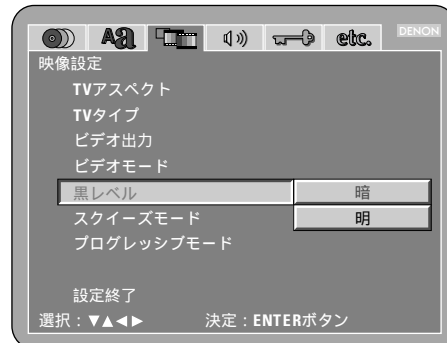 etc. DENON
映像設定
TVアスペクト
TVタイプ
ビデオ出力
ビデオモード
黒レベル 暗
スクイーズモード 明
プログレッシブモード
設定終了
選択：▼▲◀▶ 決定：ENTERボタン